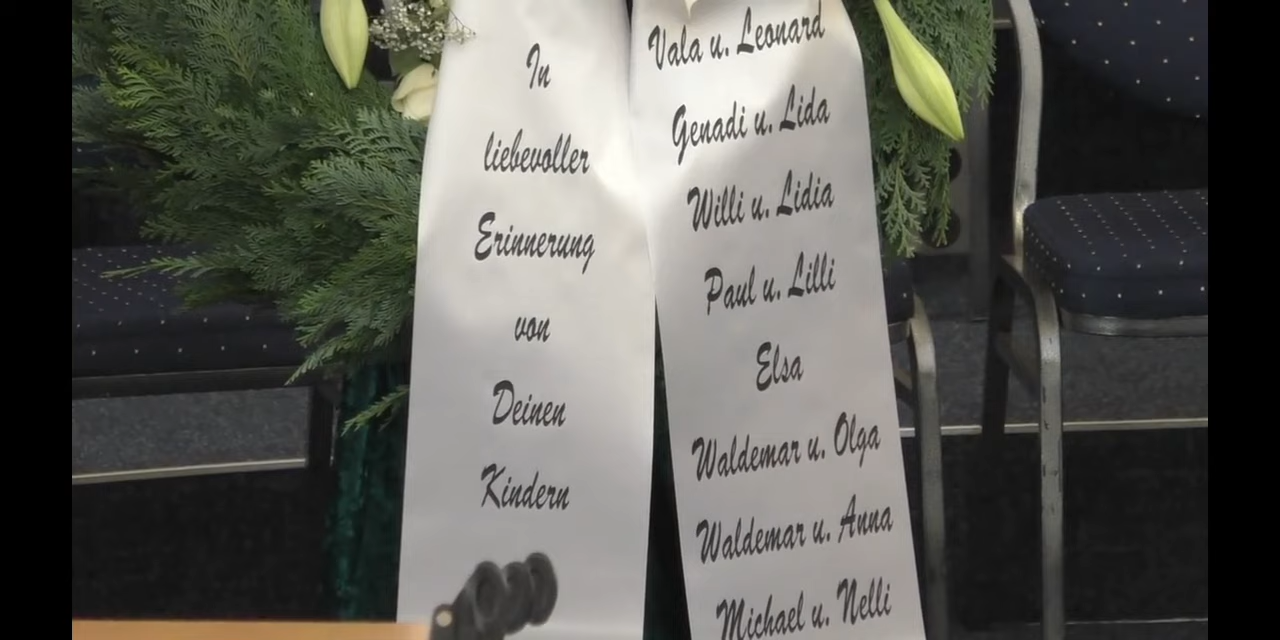 In
liebevoller
Erinnerung
von
Deinen
Kindern
Vala u. Leonard
Genadi u. Lida
Willi u. Lidia
Paul u. Lilli
Elsa
Waldemar u. Olga
Waldemar u. Anna
Michael u. Nelli